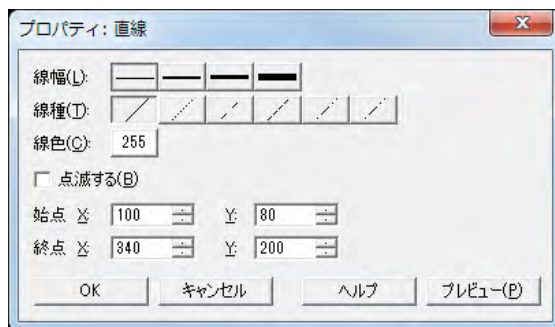 プロパティ: 直線
線幅(L):
線種(T):
線色(C): 255
点滅する(B)
始点 X: 100 Y: 80
終点 X: 340 Y: 200
OK キャンセル ヘルプ プレビュー(P)